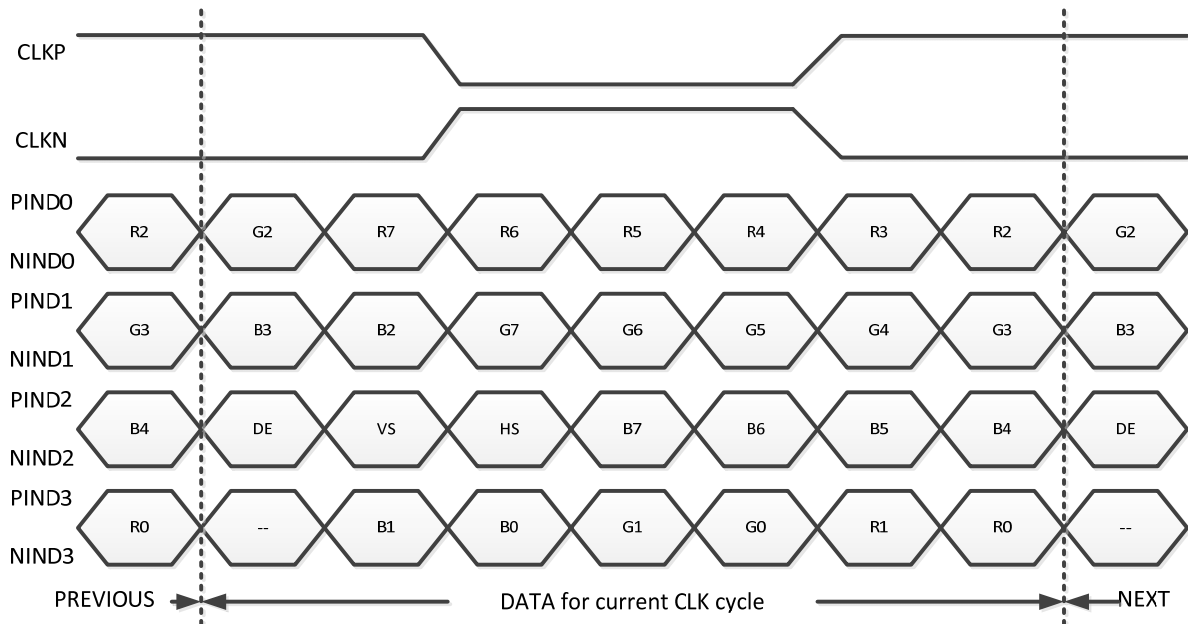 CLKP
CLKN
PIND0
R2 G2 R7 R6 R5 R4 R3 R2 G2
NIND0
PIND1
G3 B3 B2 G7 G6 G5 G4 G3 B3
NIND1
PIND2
B4 DE VS HS B7 B6 B5 B4 DE
NIND2
PIND3
R0 -- B1 B0 G1 G0 R1 R0 --
NIND3
PREVIOUS DATA for current CLK cycle NEXT